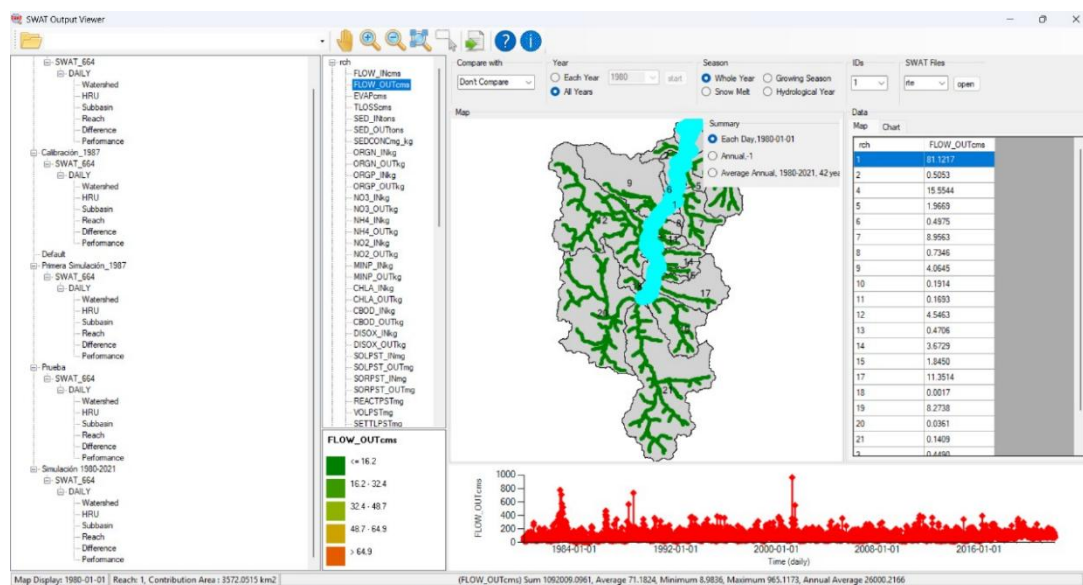 SWAT Output Viewer
SWAT_664
DAILY
Watershed
HRU
Subbasin
Reach
Difference
Performance
Calibración_1987
SWAT_664
DAILY
Watershed
HRU
Subbasin
Reach
Difference
Performance
Default
Primera Simulación_1987
SWAT_664
DAILY
Watershed
HRU
Subbasin
Reach
Difference
Performance
Prueba
SWAT_664
DAILY
Watershed
HRU
Subbasin
Reach
Difference
Performance
Simulación 1980-2021
SWAT_664
DAILY
Watershed
HRU
Subbasin
Reach
Difference
Performance
rch
FLOW_INcms
FLOW_OUTcms
EVAPcms
TLOSScms
SED_INtons
SED_OUTtons
SEDCONCmg_kg
ORGN_INkg
ORGN_OUTkg
ORGP_INkg
ORGP_OUTkg
NO3_INkg
NO3_OUTkg
NH4_INkg
NH4_OUTkg
NO2_INkg
NO2_OUTkg
MINP_INkg
MINP_OUTkg
CHLA_INkg
CHLA_OUTkg
CBOD_INkg
CBOD_OUTkg
DISOX_INkg
DISOX_OUTkg
SOLPST_INmg
SOLPST_OUTmg
SORPST_INmg
SORPST_OUTmg
REACTPSTmg
VOLPSTmg
SETTLPSTmg
FLOW_OUTcms
<= 16.2
16.2 - 32.4
32.4 - 48.7
48.7 - 64.9
> 64.9
Compare with
Don't Compare
Year
Each Year 1980 start
All Years
Season
Whole Year Growing Season
Snow Melt Hydrological Year
IDs
1
SWAT Files
rte open
Map
Summary
Each Day,1980-01-01
Annual,-1
Average Annual, 1980-2021, 42 yea
9
5
6
1
8
12
14
17
20
21
Data
Map Chart
rch FLOW_OUTcms
1 81.1217
2 0.5053
4 15.5544
5 1.9669
6 0.4975
7 8.9563
8 0.7346
9 4.0645
10 0.1914
11 0.1693
12 4.5463
13 0.4706
14 3.6729
15 1.8450
17 11.3514
18 0.0017
19 8.2738
20 0.0361
21 0.1409
3 0.4490
FLOW_OUTcms
1000
800
600
400
200
0
1984-01-01 1992-01-01 2000-01-01 2008-01-01 2016-01-01
Time (daily)
Map Display: 1980-01-01 Reach: 1, Contribution Area : 3572.0515 km2 (FLOW_OUTcms) Sum 1092009.0961, Average 71.1824, Minimum 8.9836, Maximum 965.1173, Annual Average 26000.2166